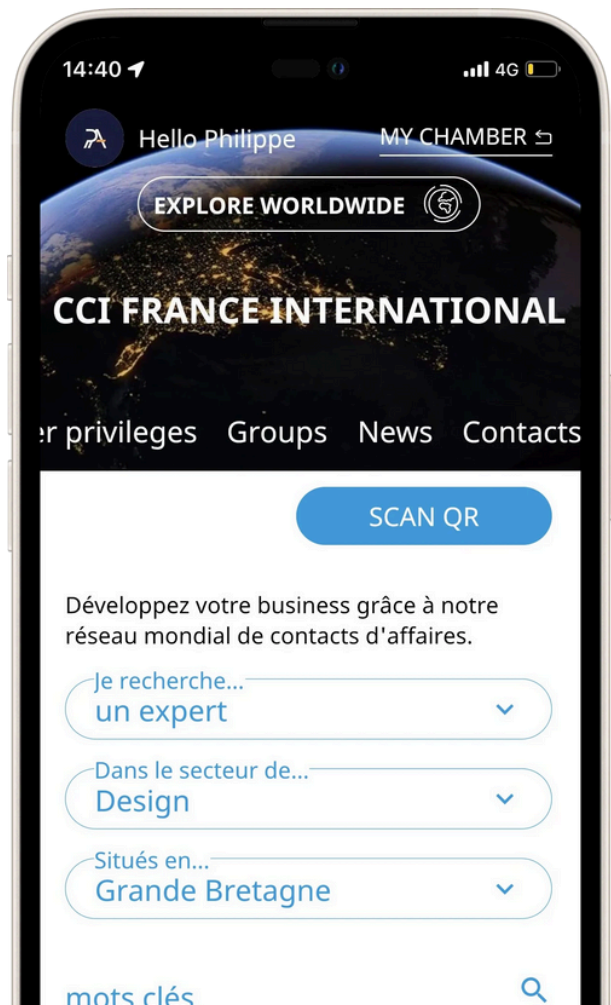 14:40
4G
Hello Philippe
MY CHAMBER
EXPLORE WORLDWIDE
CCI FRANCE INTERNATIONAL
er privileges Groups News Contacts
SCAN QR
Développez votre business grâce à notre
réseau mondial de contacts d'affaires.
Je recherche...
un expert
Dans le secteur de...
Design
Situés en...
Grande Bretagne
mots clés